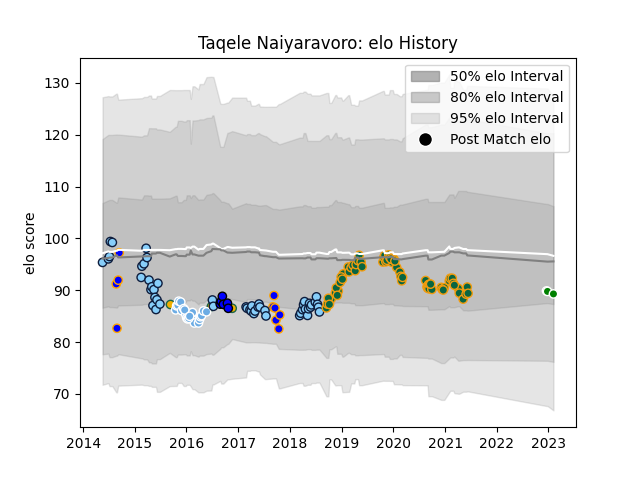 Taqele Naiyaravoro: elo History
50% elo Interval
80% elo Interval
95% elo Interval
Post Match elo
elo score
130
120
110
100
90
80
70
2014 2015 2016 2017 2018 2019 2020 2021 2022 2023